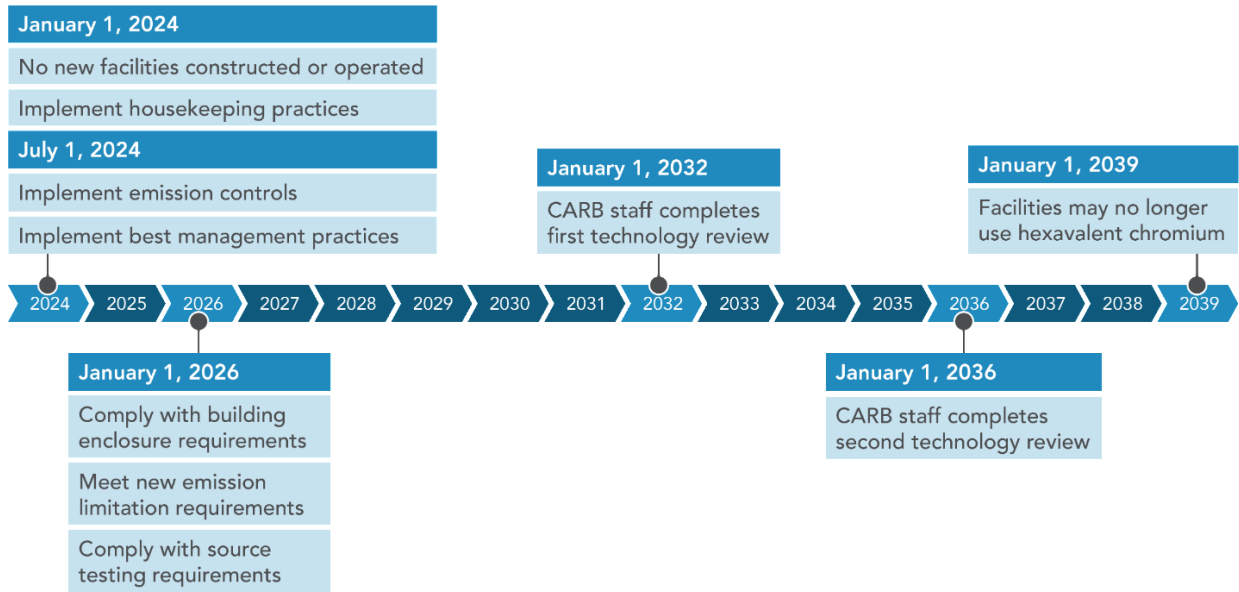 January 1, 2024
No new facilities constructed or operated
Implement housekeeping practices
July 1, 2024
Implement emission controls
Implement best management practices
January 1, 2032
CARB staff completes
first technology review
January 1, 2039
Facilities may no longer
use hexavalent chromium
2024 2025 2026 2027 2028 2029 2030 2031 2032 2033 2034 2035 2036 2037 2038 2039
January 1, 2026
Comply with building
enclosure requirements
Meet new emission
limitation requirements
Comply with source
testing requirements
January 1, 2036
CARB staff completes
second technology review